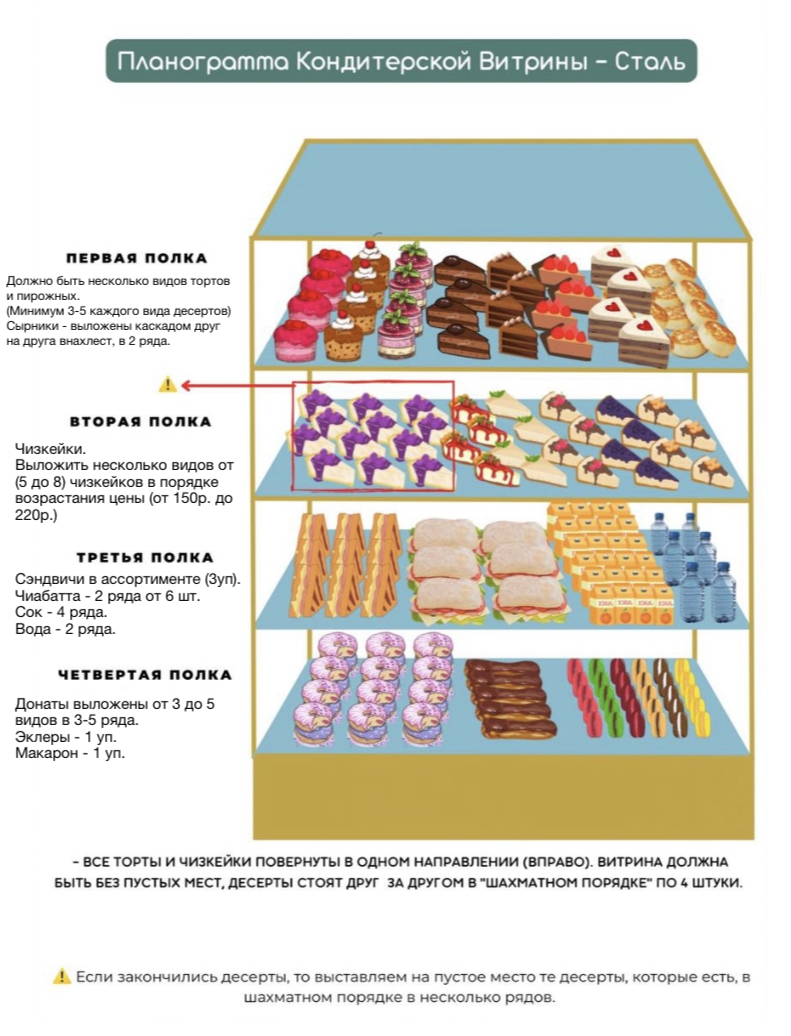 Планограмма Кондитерской Витрины – Сталь
ПЕРВАЯ ПОЛКА
Должно быть несколько видов тортов
и пирожных.
(Минимум 3-5 каждого вида десертов)
Сырники - выложены каскадом друг
на друга внахлест, в 2 ряда.
ВТОРАЯ ПОЛКА
Чизкейки.
Выложить несколько видов от
(5 до 8) чизкейков в порядке
возрастания цены (от 150р. до
220р.)
ТРЕТЬЯ ПОЛКА
Сэндвичи в ассортименте (3уп).
Чиабатта - 2 ряда от 6 шт.
Сок - 4 ряда.
Вода - 2 ряда.
ЧЕТВЕРТАЯ ПОЛКА
Донаты выложены от 3 до 5
видов в 3-5 ряда.
Эклеры - 1 уп.
Макарон - 1 уп.
– ВСЕ ТОРТЫ И ЧИЗКЕЙКИ ПОВЕРНУТЫ В ОДНОМ НАПРАВЛЕНИИ (ВПРАВО). ВИТРИНА ДОЛЖНА
БЫТЬ БЕЗ ПУСТЫХ МЕСТ, ДЕСЕРТЫ СТОЯТ ДРУГ ЗА ДРУГОМ В "ШАХМАТНОМ ПОРЯДКЕ" ПО 4 ШТУКИ.
⚠️ Если закончились десерты, то выставляем на пустое место те десерты, которые есть, в
шахматном порядке в несколько рядов.